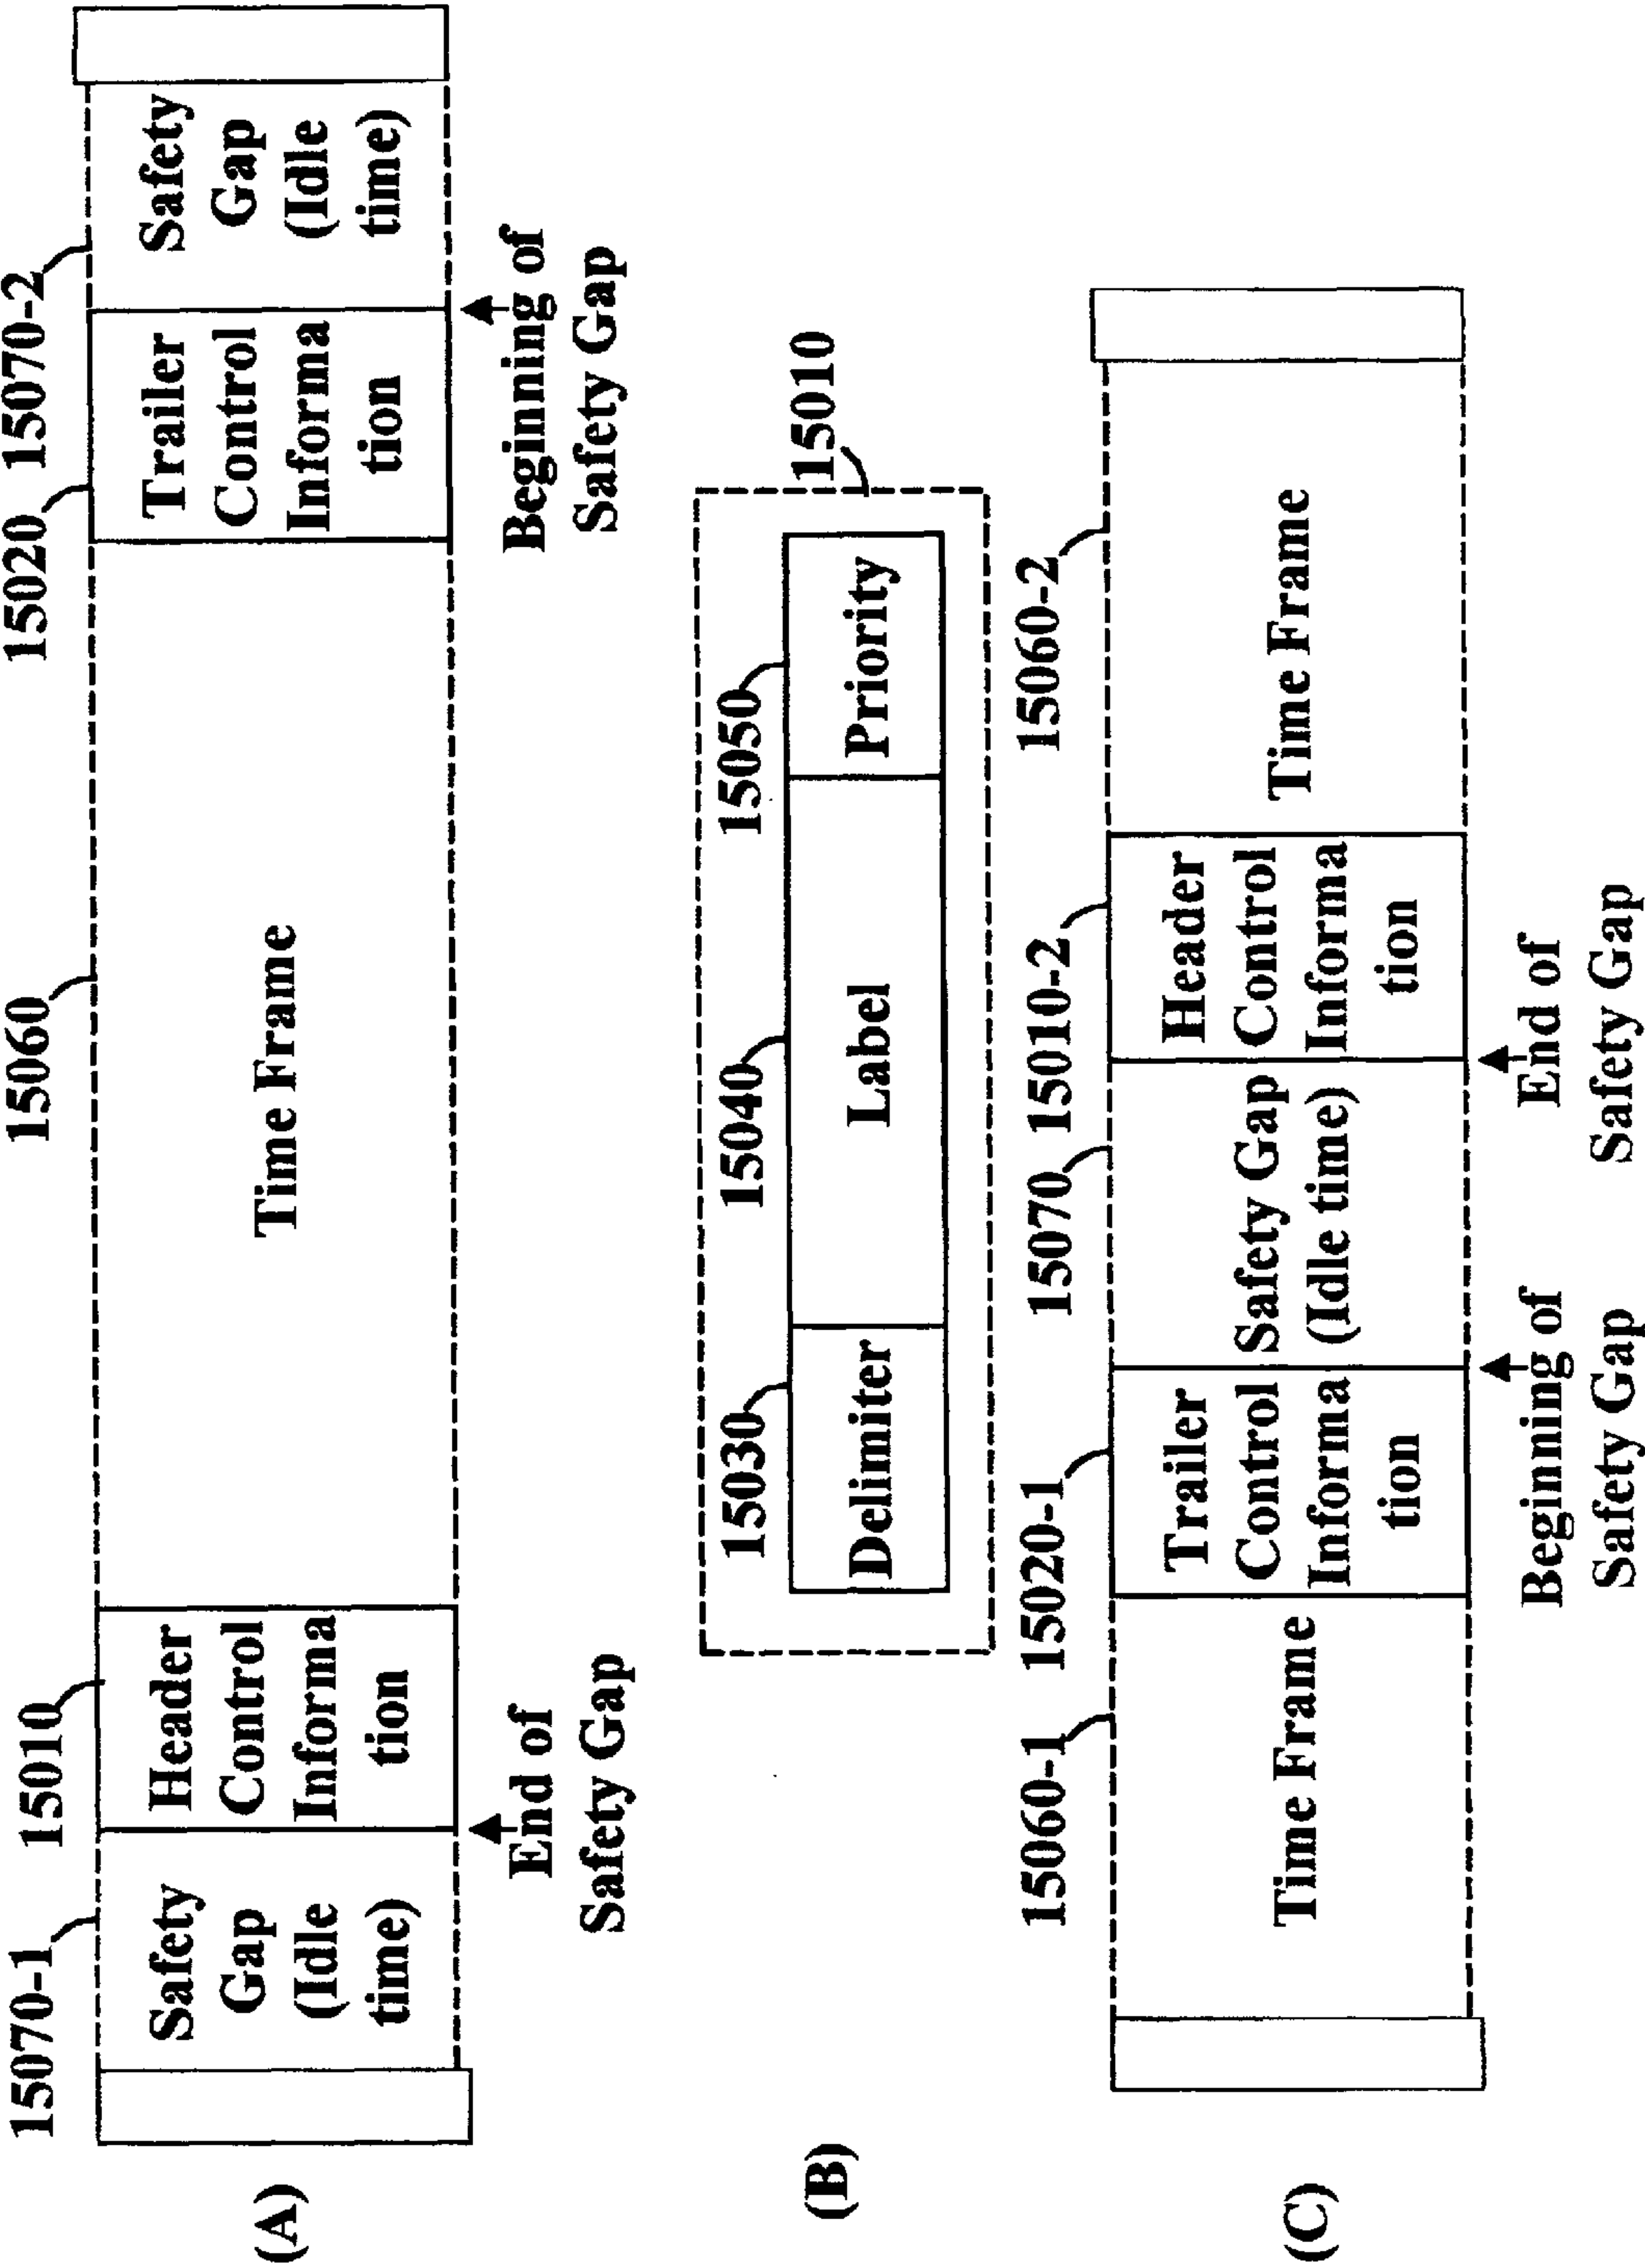 (A)
15070-1
15010
15060
15020
15070-2
Safety
Gap
(Idle
time)
Header
Control
Informa
tion
Time Frame
Trailer
Control
Informa
tion
Safety
Gap
(Idle
time)
End of
Safety Gap
Beginning of
Safety Gap
(B)
15010
15030
15040
15050
Delimiter
Label
Priority
(C)
15060-1
15020-1
15070
15010-2
15060-2
Time Frame
Trailer
Control
Informa
tion
Safety Gap
(Idle time)
Header
Control
Informa
tion
Time Frame
Beginning of
Safety Gap
End of
Safety Gap